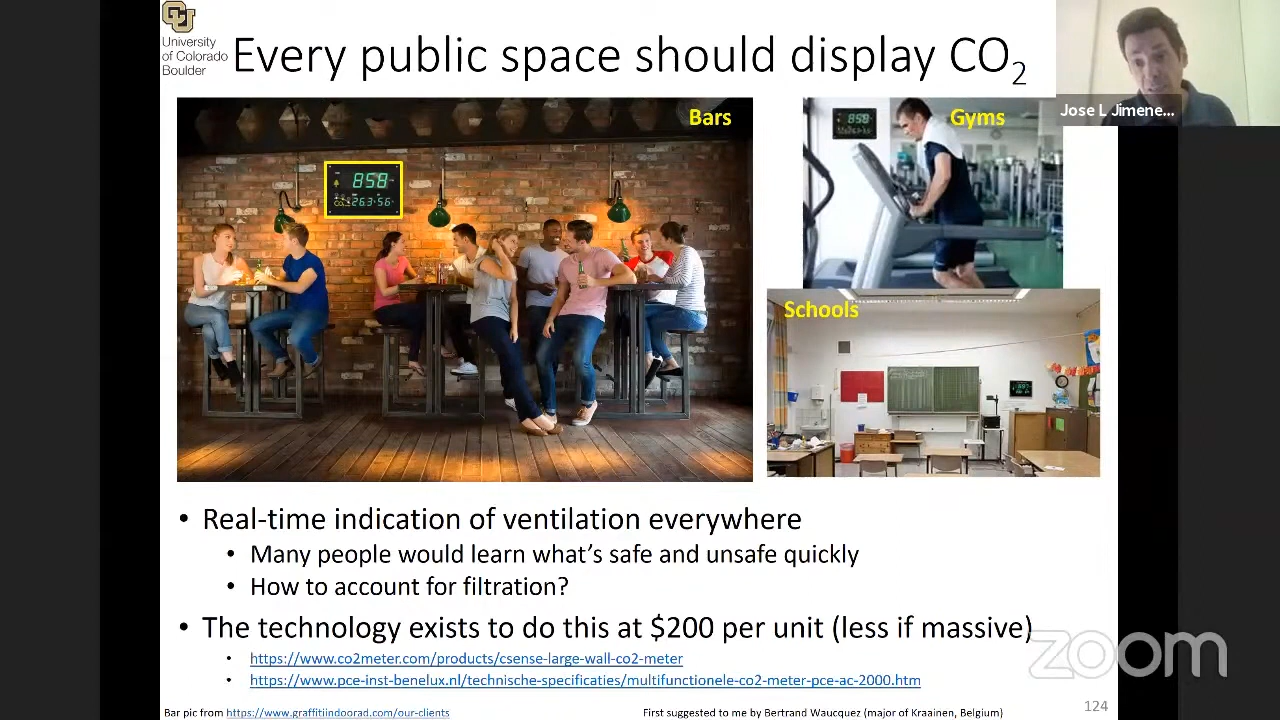 University
of Colorado
Boulder
Every public space should display CO2
Jose L Jimene...
Bars
858
Gyms
858
Schools
• Real-time indication of ventilation everywhere
• Many people would learn what's safe and unsafe quickly
• How to account for filtration?
• The technology exists to do this at $200 per unit (less if massive)
• https://www.co2meter.com/products/csense-large-wall-co2-meter
• https://www.pce-inst-benelux.nl/technische-specificaties/multifunctionele-co2-meter-pce-ac-2000.htm
zoom
Bar pic from https://www.graffitiindoorad.com/our-clients
First suggested to me by Bertrand Waucquez (major of Kraainen, Belgium)
124